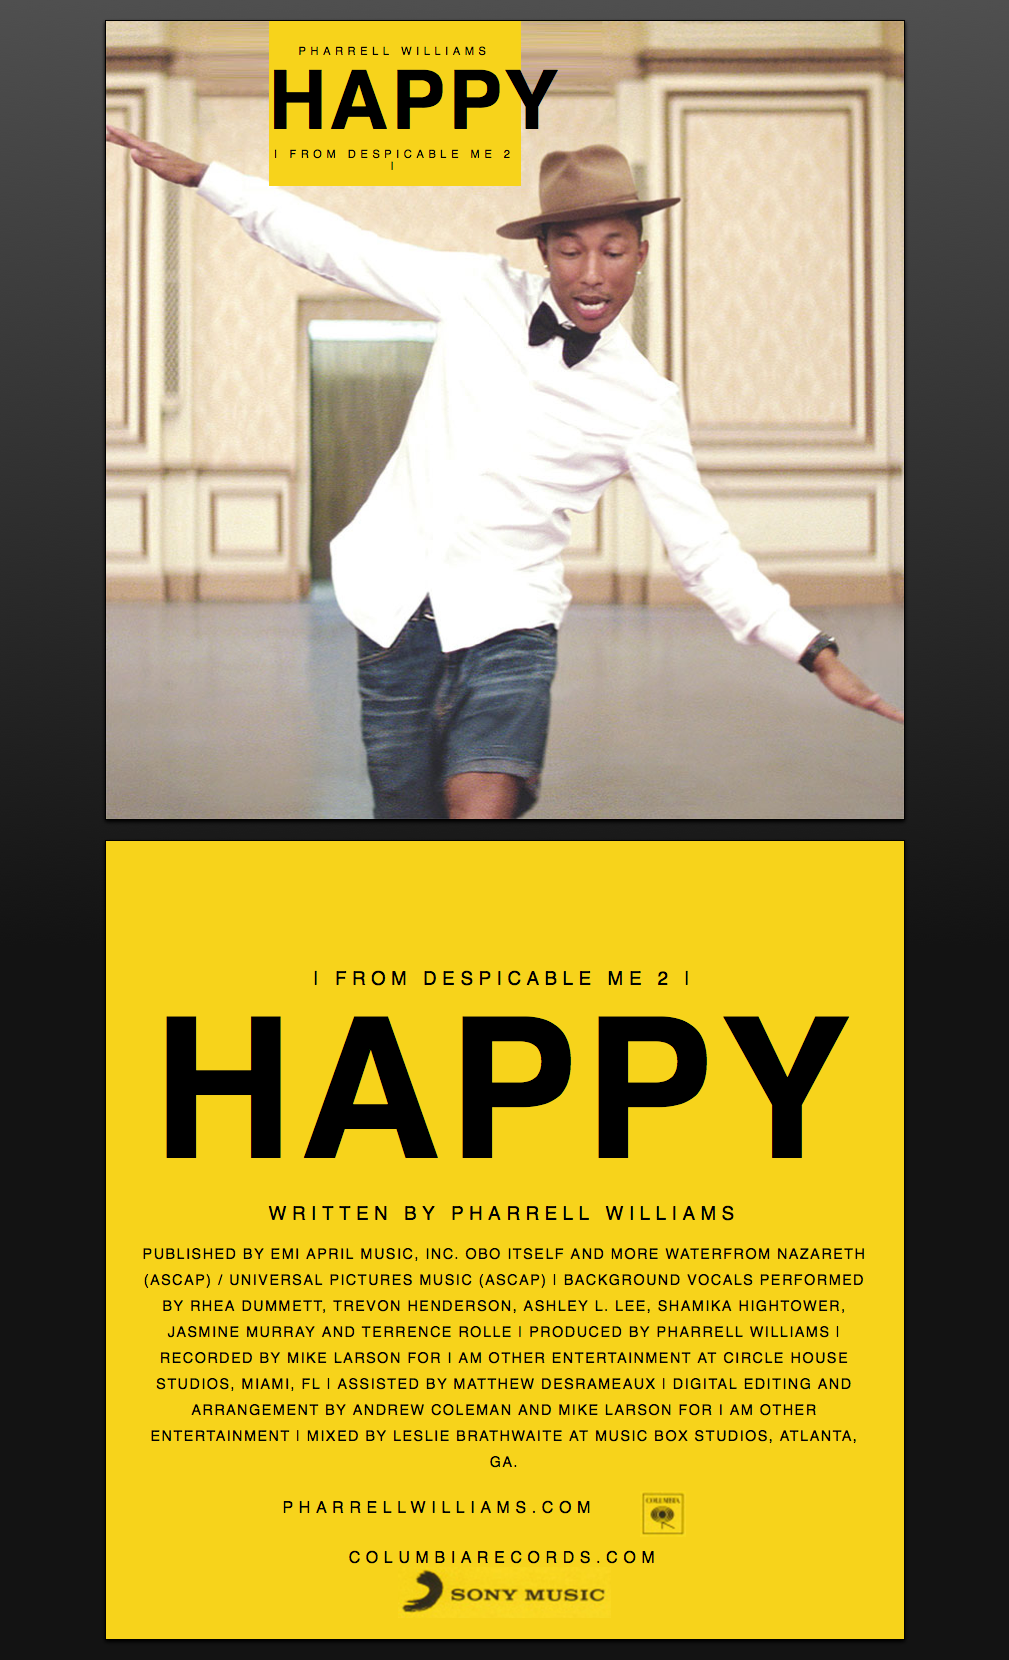 PHARRELL WILLIAMS
HAPPY
| FROM DESPICABLE ME 2
|
| FROM DESPICABLE ME 2 |
HAPPY
WRITTEN BY PHARRELL WILLIAMS
PUBLISHED BY EMI APRIL MUSIC, INC. OBO ITSELF AND MORE WATERFROM NAZARETH
(ASCAP) / UNIVERSAL PICTURES MUSIC (ASCAP) | BACKGROUND VOCALS PERFORMED
BY RHEA DUMMETT, TREVON HENDERSON, ASHLEY L. LEE, SHAMIKA HIGHTOWER,
JASMINE MURRAY AND TERRENCE ROLLE | PRODUCED BY PHARRELL WILLIAMS |
RECORDED BY MIKE LARSON FOR I AM OTHER ENTERTAINMENT AT CIRCLE HOUSE
STUDIOS, MIAMI, FL | ASSISTED BY MATTHEW DESRAMEAUX | DIGITAL EDITING AND
ARRANGEMENT BY ANDREW COLEMAN AND MIKE LARSON FOR I AM OTHER
ENTERTAINMENT | MIXED BY LESLIE BRATHWAITE AT MUSIC BOX STUDIOS, ATLANTA,
GA.
PHARRELLWILLIAMS.COM
COLUMBIA
COLUMBIARECORDS.COM
SONY MUSIC